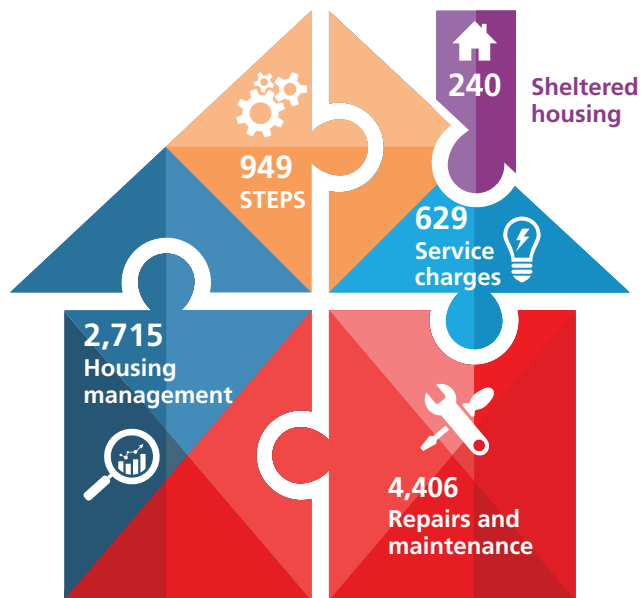 240
Sheltered
housing
949
STEPS
629
Service
charges
2,715
Housing
management
4,406
Repairs and
maintenance